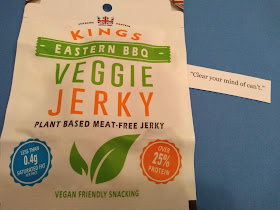 KINGS
EASTERN BBQ
VEGGIE
JERKY
PLANT BASED MEAT-FREE JERKY
LESS THAN
0.4g
SATURATED FAT
OVER
25%
PROTEIN
VEGAN FRIENDLY SNACKING
"Clear your mind of can't."